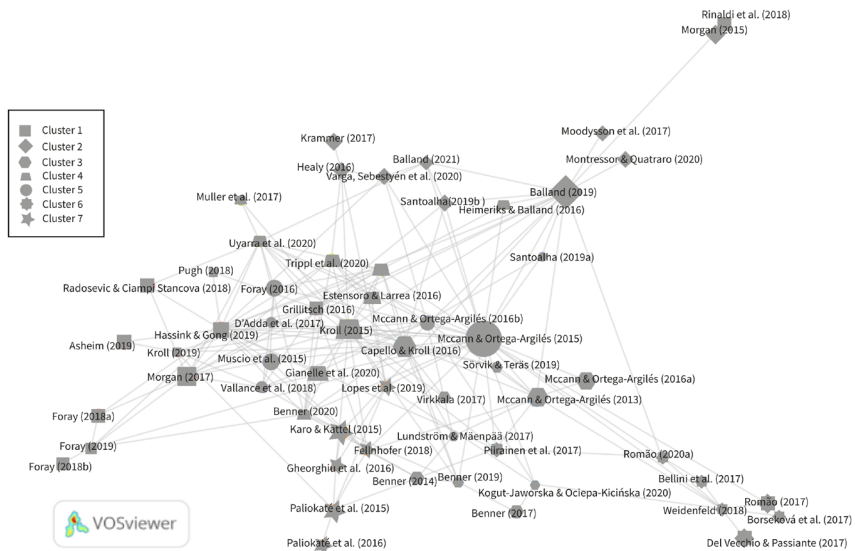 Rinaldi et al. (2018)
Morgan (2015)
Krammer (2017)
Moodysson et al. (2017)
Cluster 1
Cluster 2
Cluster 3
Cluster 4
Cluster 5
Cluster 6
Cluster 7
Healy (2016)
Balland (2021)
Montressor & Quatraro (2020)
Varga, Sebestyén et al. (2020)
Muller et al. (2017)
Santoalha(2019b )
Balland (2019)
Heimeriks & Balland (2016)
Uyarra et al. (2020)
Santoalha (2019a)
Pugh (2018)
Trippl et al. (2020)
Radosevic & Ciampi Stancova (2018)
Foray (2016)
Estensoro & Larrea (2016)
Grillitsch (2016)
D'Adda et al. (2017)
Mccann & Ortega-Argilés (2016b)
Hassink & Gong (2019)
Kroll (2015)
Mccann & Ortega-Argilés (2015)
Asheim (2019)
Kroll (2019)
Capello & Kroll (2016)
Muscio et al. (2015)
Sörvik & Teräs (2019)
Morgan (2017)
Gianelle et al. (2020)
Mccann & Ortega-Argilés (2016a)
Vallance et al. (2018)
Lopes et al. (2019)
Virkkala (2017)
Mccann & Ortega-Argilés (2013)
Foray (2018a)
Benner (2020)
Karo & Kattel (2015)
Lundström & Mäenpää (2017)
Foray (2019)
Fellnhofer (2018)
Piirainen et al. (2017)
Romão (2020a)
Foray (2018b)
Gheorghiu et al. (2016)
Benner (2014)
Benner (2019)
Bellini et al. (2017)
Kogut-Jaworska & Ociepa-Kicińska (2020)
Romão (2017)
Paliokaté et al. (2015)
Benner (2017)
Weidenfeld (2018)
Borseková et al. (2017)
VOSviewer
Paliokaté et al. (2016)
Del Vecchio & Passiante (2017)